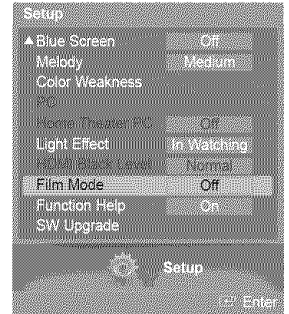 Setup
▲Blue Screen Off
Melody Medium
Color Weakness
PC
Home Theater PC Off
Light Effect In Watching
HDMI Black Level Normal
Film Mode Off
Function Help On
SW Upgrade
Setup
Enter